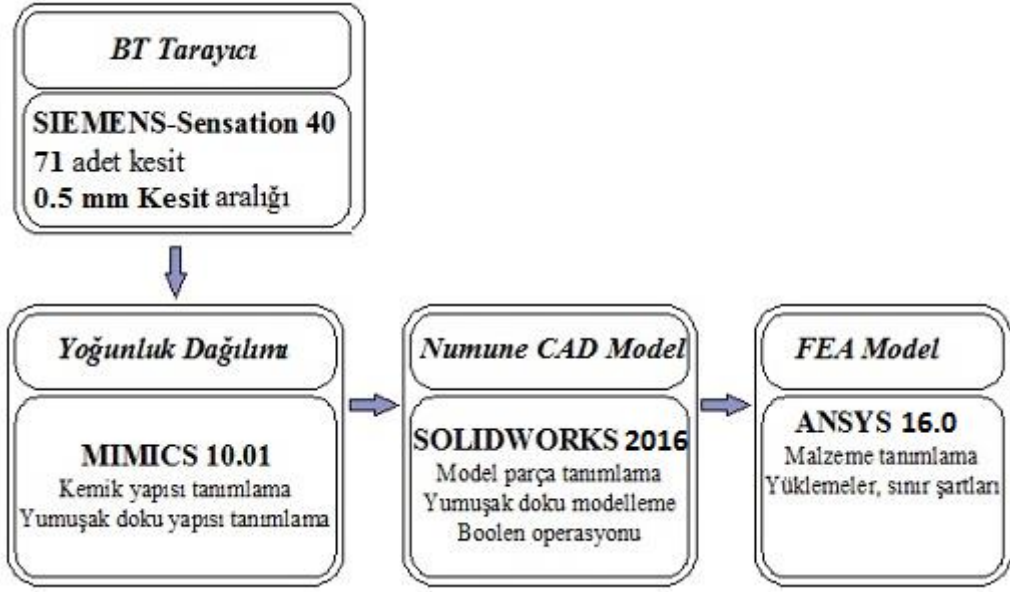 BT Tarayıcı
SIEMENS-Sensation 40
71 adet kesit
0.5 mm Kesit aralığı
Yoğunluk Dağılımı
MIMICS 10.01
Kemik yapısı tanımlama
Yumuşak doku yapısı tanımlama
Numune CAD Model
SOLIDWORKS 2016
Model parça tanımlama
Yumuşak doku modelleme
Boolen operasyonu
FEA Model
ANSYS 16.0
Malzeme tanımlama
Yüklemeler, sınır şartları